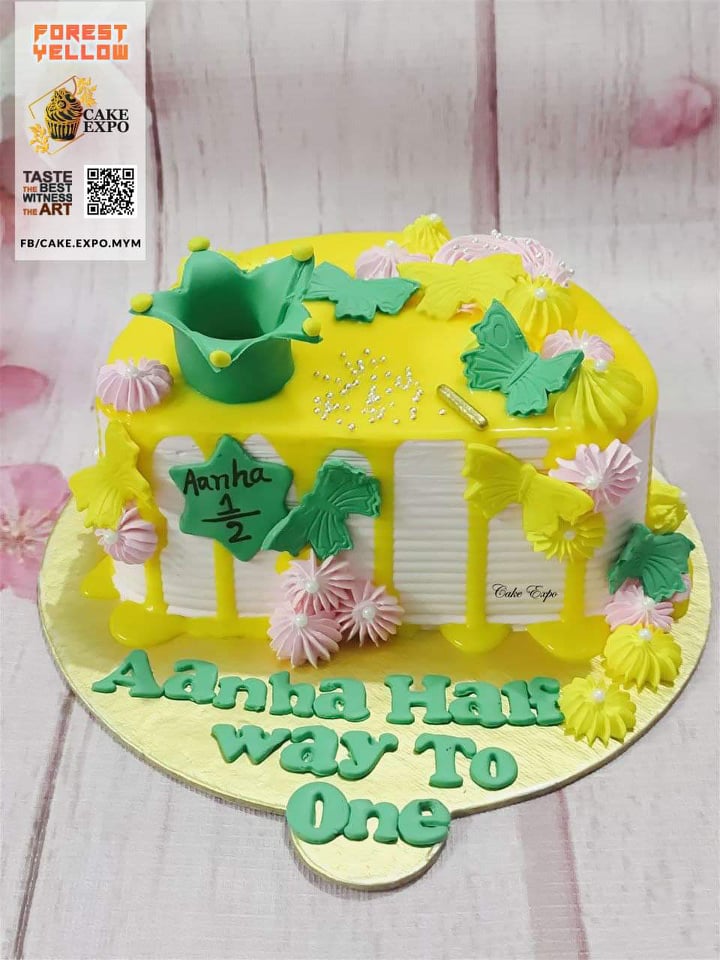 FOREST
YELLOW
CAKE
EXPO
TASTE
THE BEST
WITNESS
THE ART
FB/CAKE.EXPO.MYM
Aanha
1
2
Cake Expo
Aanha Half
way To
One